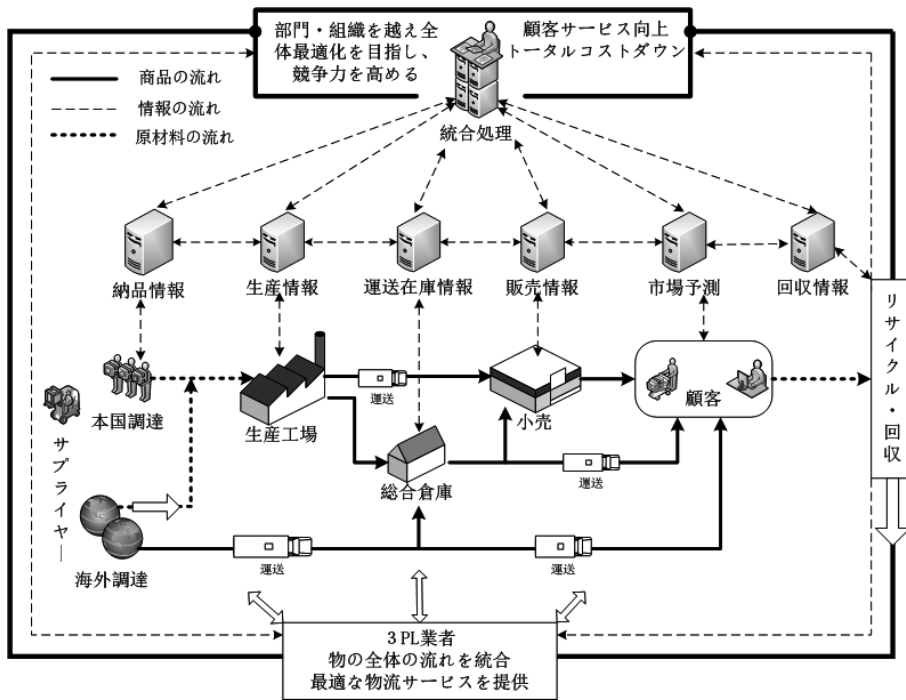 部門・組織を越え全
体最適化を目指し、
競争力を高める
顧客サービス向上
トータルコストダウン
商品の流れ
情報の流れ
原材料の流れ
統合処理
納品情報
生産情報
運送在庫情報
販売情報
市場予測
回収情報
リサイクル・回収
サプライヤー
本国調達
生産工場
運送
小売
顧客
総合倉庫
運送
海外調達
運送
運送
3PL業者
物の全体の流れを統合
最適な物流サービスを提供